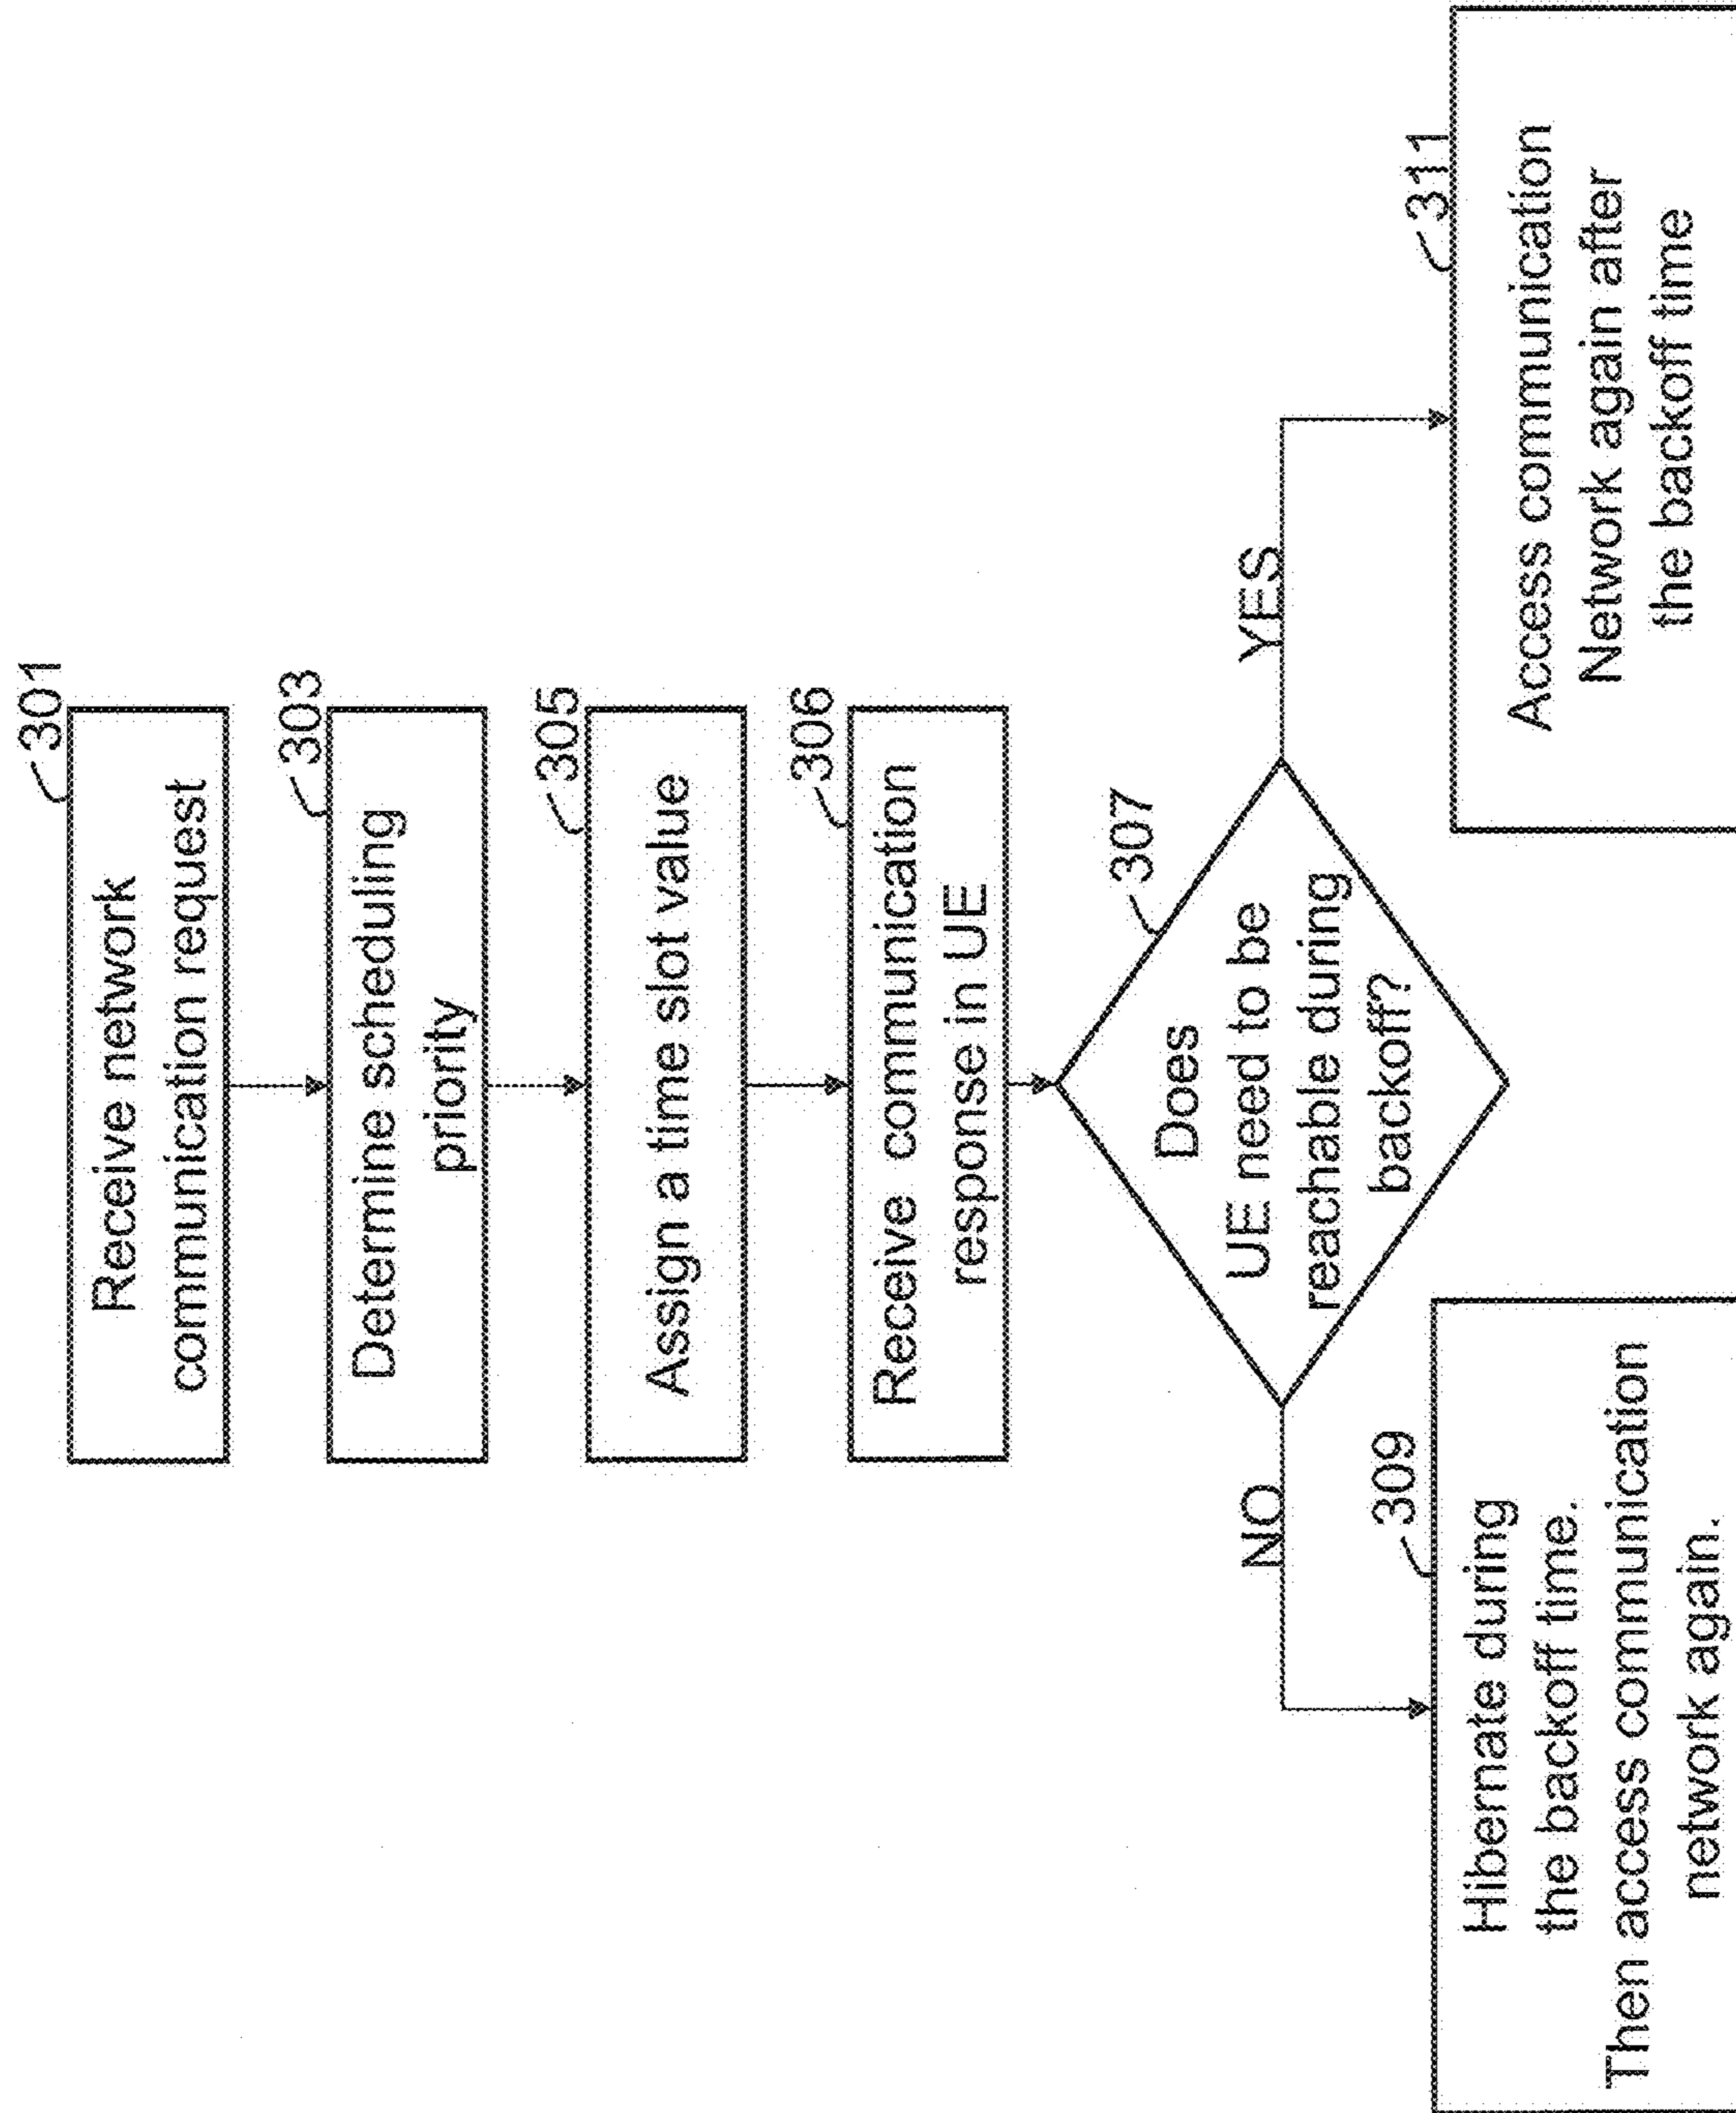 301
Receive network
communication request
303
Determine scheduling
priority
305
Assign a time slot value
306
Receive communication
response in UE
307
Does
UE need to be
reachable during
backoff?
NO
YES
309
Hibernate during
the backoff time.
Then access communication
network again.
311
Access communication
Network again after
the backoff time